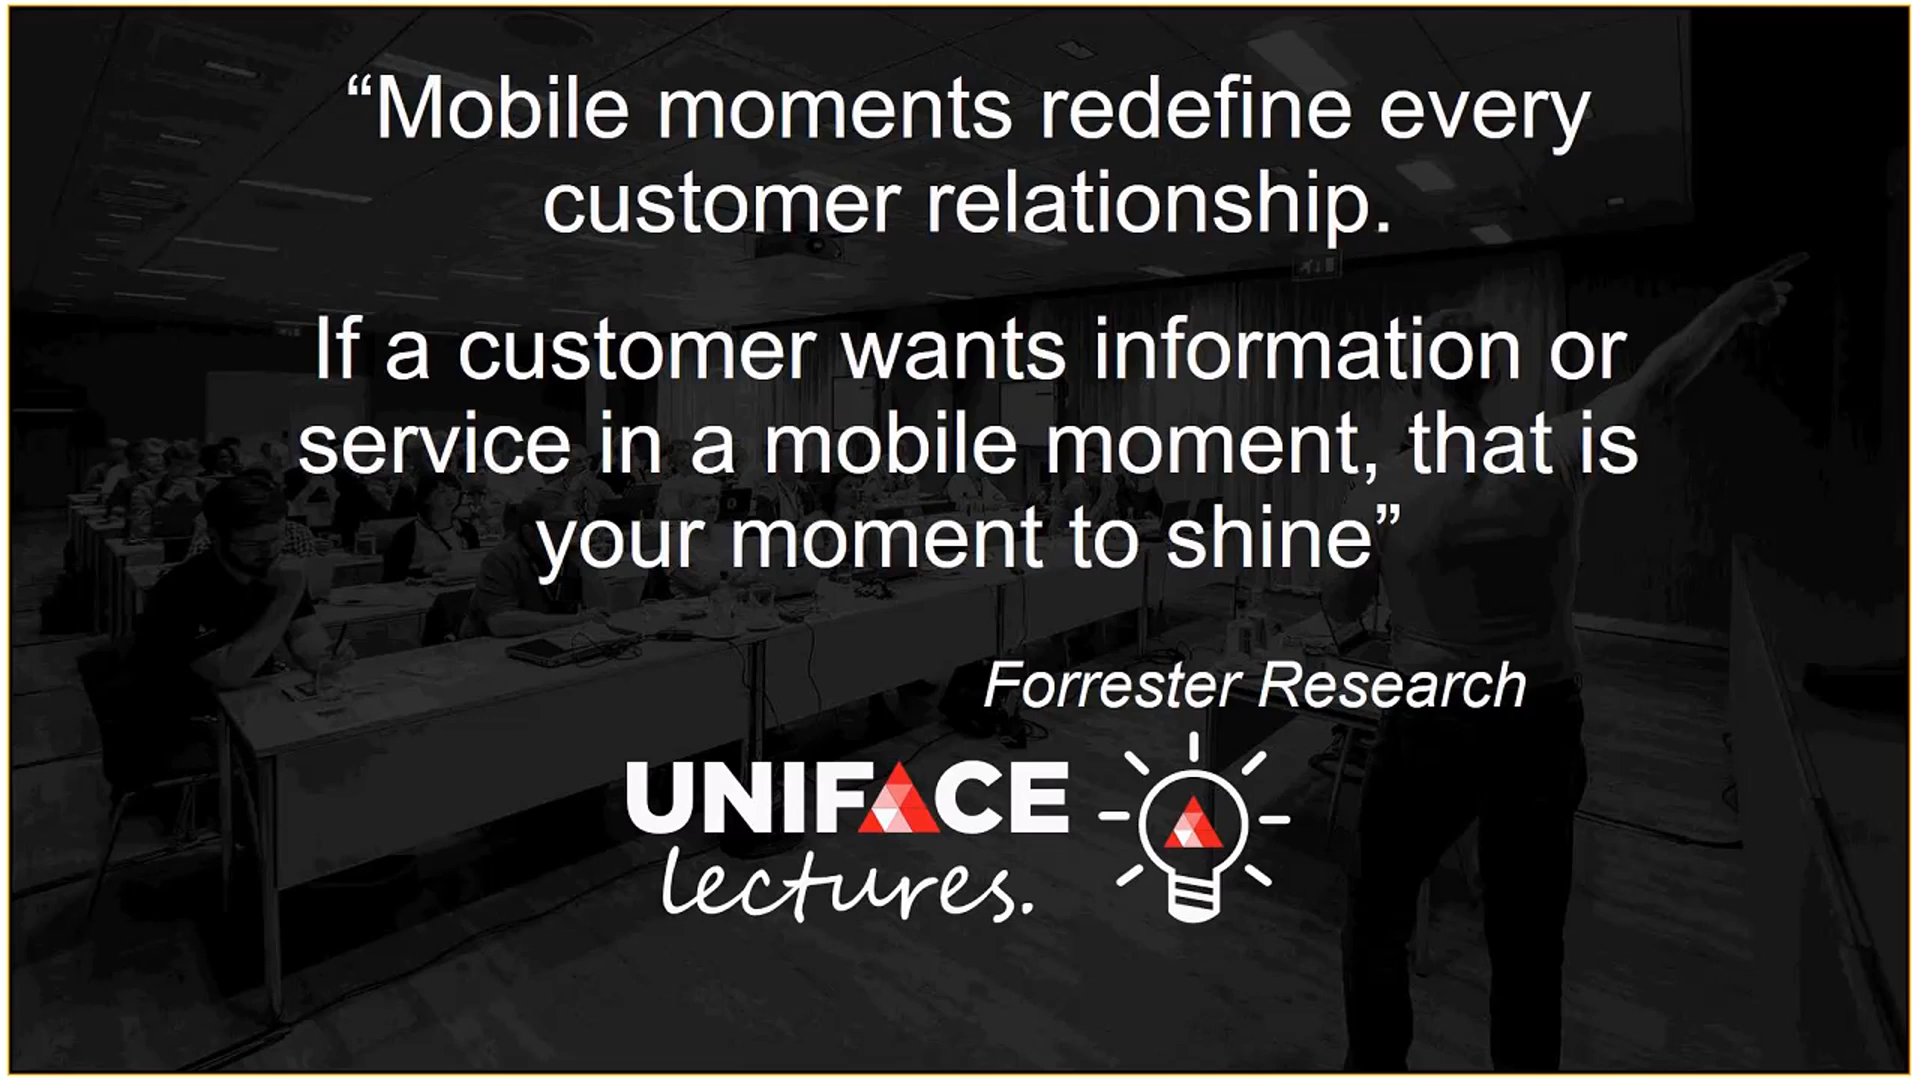 “Mobile moments redefine every
customer relationship.
If a customer wants information or
service in a mobile moment, that is
your moment to shine”
Forrester Research
UNIFACE
lectures.